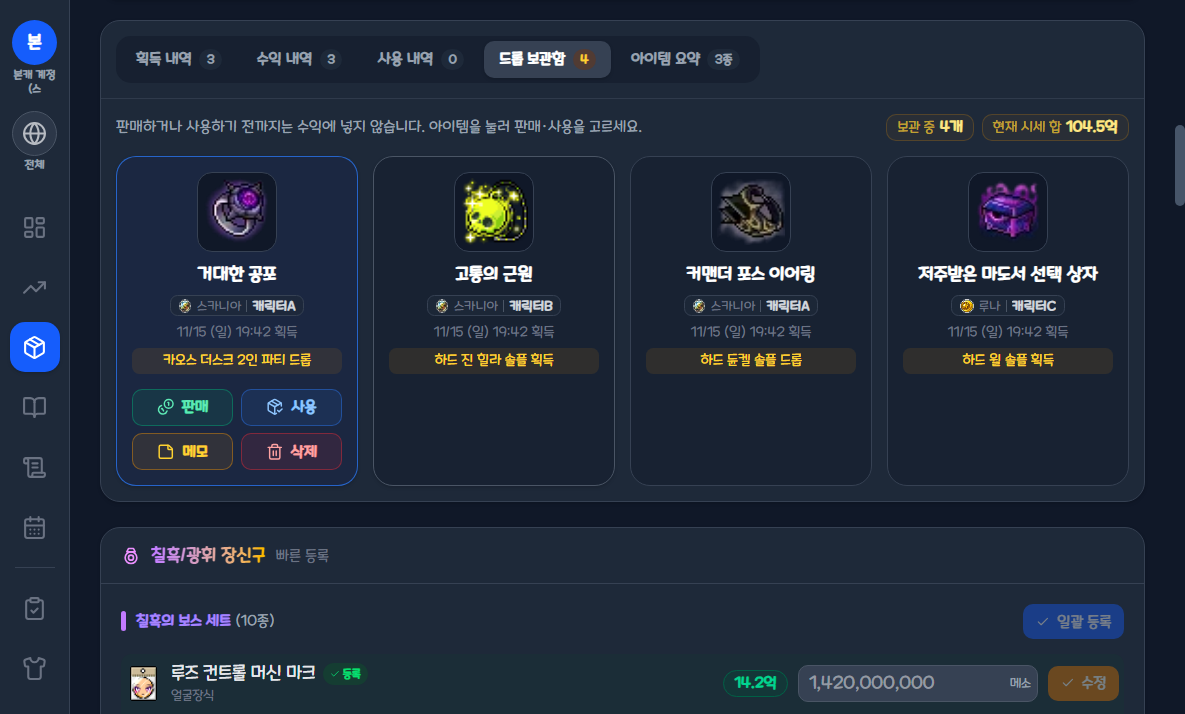 본
본캐 계정
(스
전체
획득 내역 3 수익 내역 3 사용 내역 0 드롭 보관함 4 아이템 요약 3종
판매하거나 사용하기 전까지는 수익에 넣지 않습니다. 아이템을 눌러 판매·사용을 고르세요. 보관 중 4개 현재 시세 합 104.5억
거대한 공포
스카니아 | 캐릭터A
11/15 (일) 19:42 획득
카오스 더스크 2인 파티 드롭
판매 사용
메모 삭제
고통의 근원
스카니아 | 캐릭터B
11/15 (일) 19:42 획득
하드 진 힐라 솔플 획득
커맨더 포스 이어링
스카니아 | 캐릭터A
11/15 (일) 19:42 획득
하드 듄켈 솔플 드롭
저주받은 마도서 선택 상자
루나 | 캐릭터C
11/15 (일) 19:42 획득
하드 윌 솔플 획득
칠흑/광휘 장신구 빠른 등록
칠흑의 보스 세트 (10종) 일괄 등록
루즈 컨트롤 머신 마크 등록
얼굴장식
14.2억 1,420,000,000 메소 수정